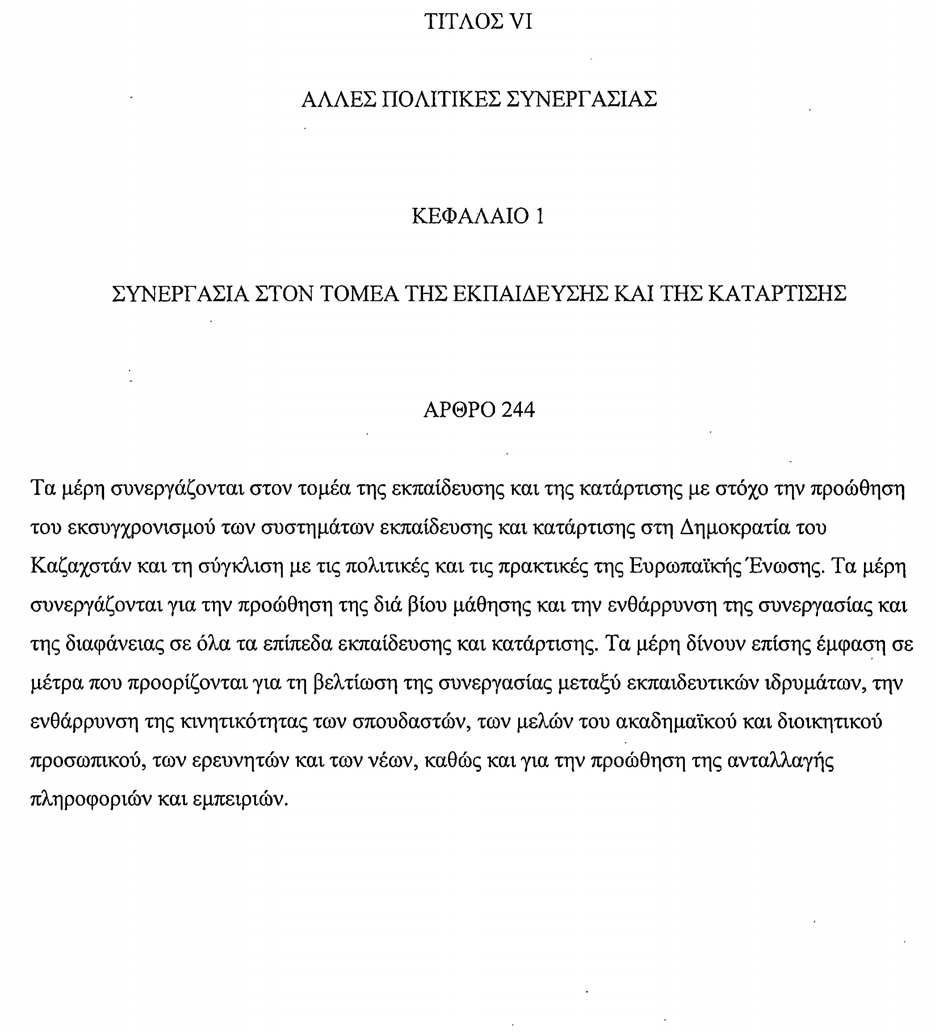 ΤΙΤΛΟΣ VI
ΑΛΛΕΣ ΠΟΛΙΤΙΚΕΣ ΣΥΝΕΡΓΑΣΙΑΣ
ΚΕΦΑΛΑΙΟ 1
ΣΥΝΕΡΓΑΣΙΑ ΣΤΟΝ ΤΟΜΕΑ ΤΗΣ ΕΚΠΑΙΔΕΥΣΗΣ ΚΑΙ ΤΗΣ ΚΑΤΑΡΤΙΣΗΣ
ΑΡΘΡΟ 244
Τα μέρη συνεργάζονται στον τομέα της εκπαίδευσης και της κατάρτισης με στόχο την προώθηση
του εκσυγχρονισμού των συστημάτων εκπαίδευσης και κατάρτισης στη Δημοκρατία του
Καζαχστάν και τη σύγκλιση με τις πολιτικές και τις πρακτικές της Ευρωπαϊκής Ένωσης. Τα μέρη
συνεργάζονται για την προώθηση της διά βίου μάθησης και την ενθάρρυνση της συνεργασίας και
της διαφάνειας σε όλα τα επίπεδα εκπαίδευσης και κατάρτισης. Τα μέρη δίνουν επίσης έμφαση σε
μέτρα που προορίζονται για τη βελτίωση της συνεργασίας μεταξύ εκπαιδευτικών ιδρυμάτων, την
ενθάρρυνση της κινητικότητας των σπουδαστών, των μελών του ακαδημαϊκού και διοικητικού
προσωπικού, των ερευνητών και των νέων, καθώς και για την προώθηση της ανταλλαγής
πληροφοριών και εμπειριών.